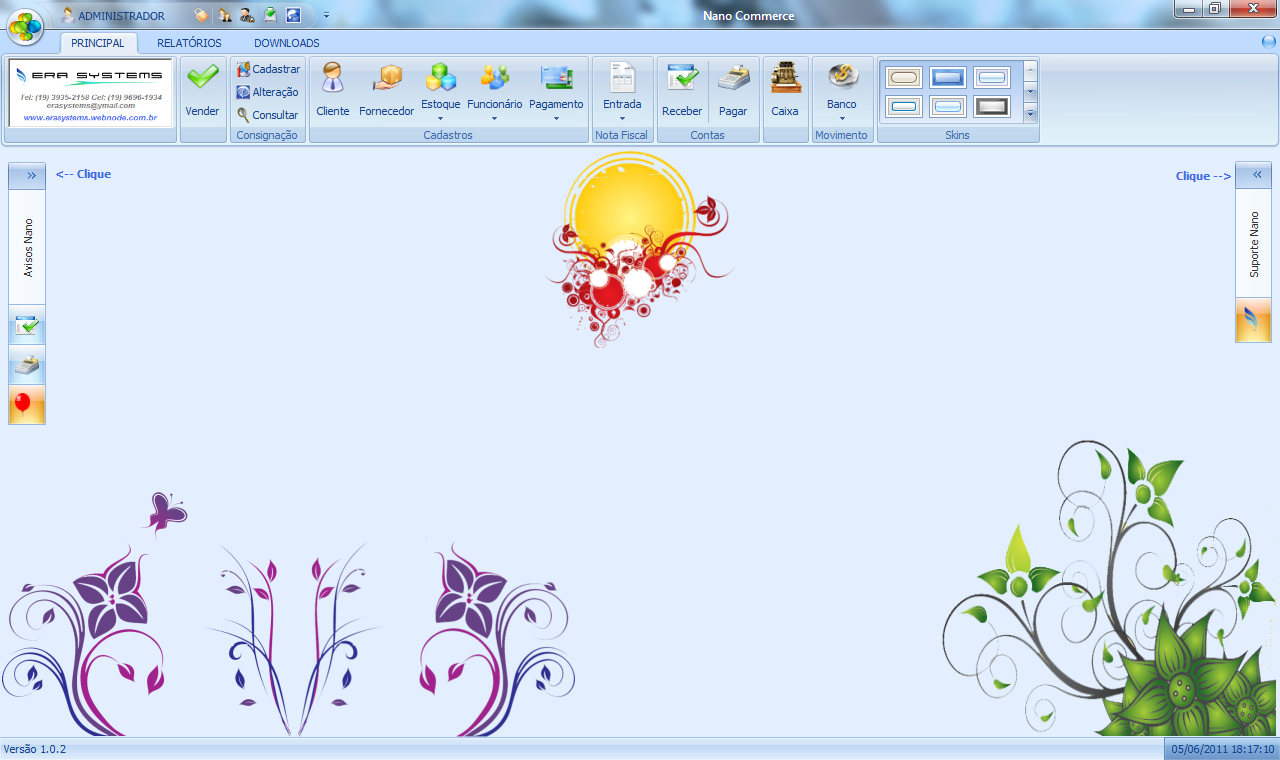 ADMINISTRADOR
Nano Commerce
PRINCIPAL
RELATÓRIOS
DOWNLOADS
ERA SYSTEMS
Tel: (19) 3935-2158 Cel: (19) 9696-1934
erasystems@ymail.com
www.erasystems.webnode.com.br
Vender
Cadastrar
Alteração
Consultar
Consignação
Cliente
Fornecedor
Estoque
Funcionário
Pagamento
Cadastros
Entrada
Nota Fiscal
Receber
Pagar
Contas
Caixa
Banco
Movimento
Skins
<-- Clique
Clique -->
Avisos Nano
Suporte Nano
Versão 1.0.2
05/06/2011 18:17:10